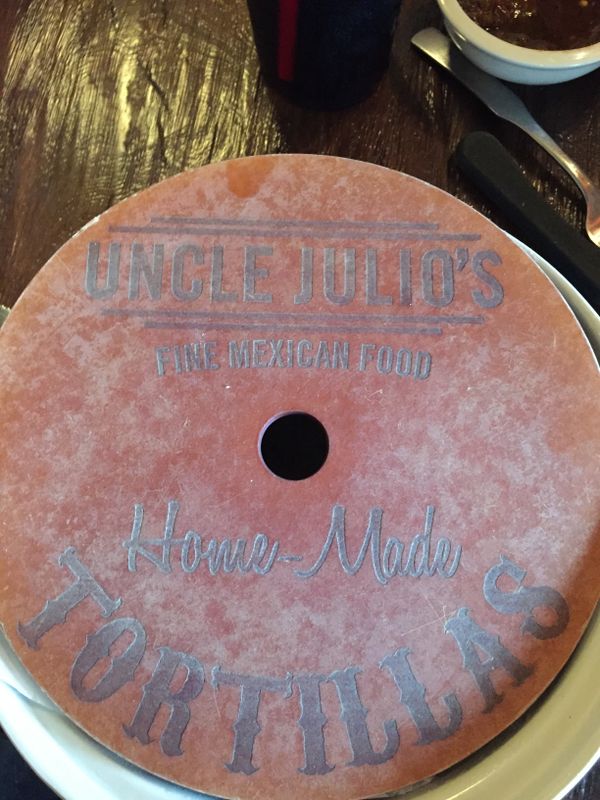 UNCLE JULIO'S
FINE MEXICAN FOOD
Home-Made
TORTILLAS